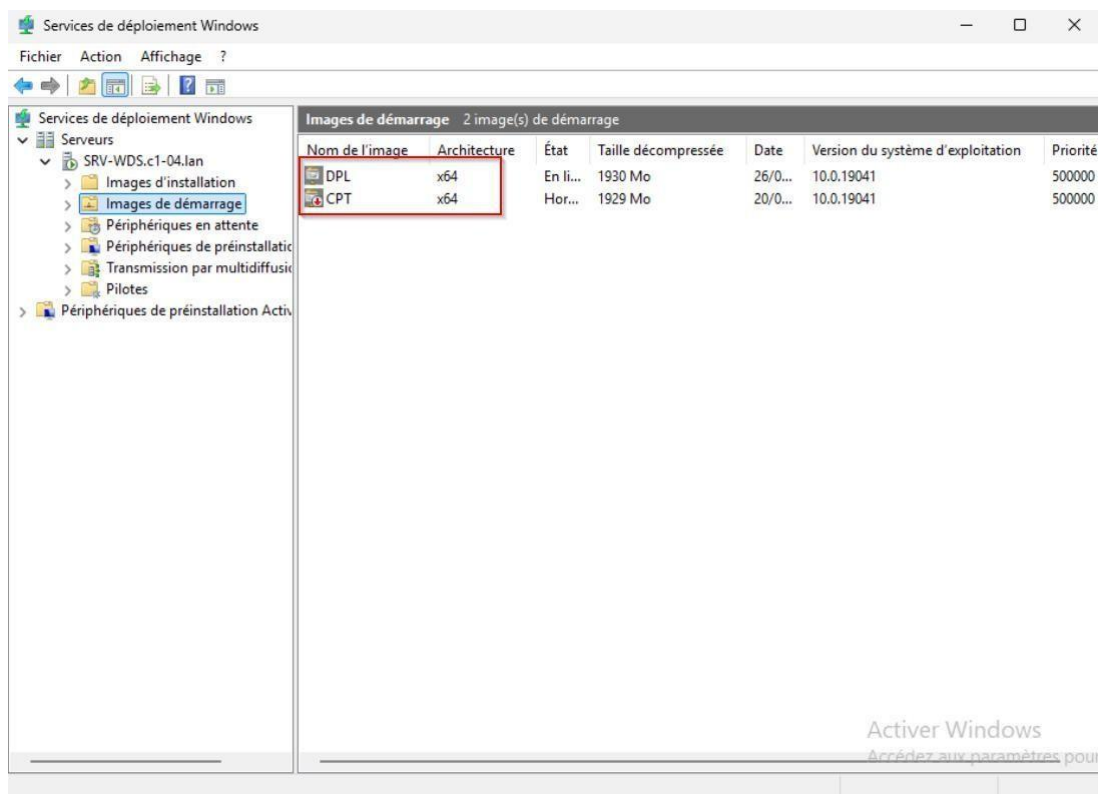 Services de déploiement Windows
Fichier Action Affichage ?
Services de déploiement Windows
Serveurs
SRV-WDS.c1-04.lan
Images d'installation
Images de démarrage
Périphériques en attente
Périphériques de préinstallatic
Transmission par multidiffusic
Pilotes
Périphériques de préinstallation Activ
Images de démarrage 2 image(s) de démarrage
Nom de l'image Architecture État Taille décompressée Date Version du système d'exploitation Priorité
DPL x64 En li... 1930 Mo 26/0... 10.0.19041 500000
CPT x64 Hor... 1929 Mo 20/0... 10.0.19041 500000
Activer Windows
Accédez aux paramètres pour